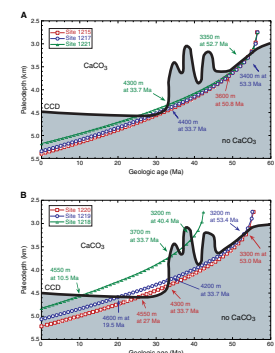 A
2.5
3.0
3.5
4.0
4.5
5.0
5.5
Paleodepth (km)
Site 1215
Site 1217
Site 1221
CaCO3
3350 m
at 52.7 Ma
4300 m
at 33.7 Ma
3400 m at
53.3 Ma
CCD
3600 m
at 50.8 Ma
4400 m
at 33.7 Ma
no CaCO3
0 10 20 30 40 50 60
Geologic age (Ma)
B
2.5
3.0
3.5
4.0
4.5
5.0
5.5
Paleodepth (km)
Site 1220
Site 1219
Site 1218
3200 m
at 40.4 Ma
3200 m
at 53.4 Ma
CaCO3
3700 m
at 33.7 Ma
4550 m
at 10.5 Ma
3300 m
at 53.0 Ma
CCD
4200 m
at 33.7 Ma
4300 m
at 33.7 Ma
4550 m
at 27 Ma
4600 m at
19.5 Ma
no CaCO3
0 10 20 30 40 50 60
Geologic age (Ma)